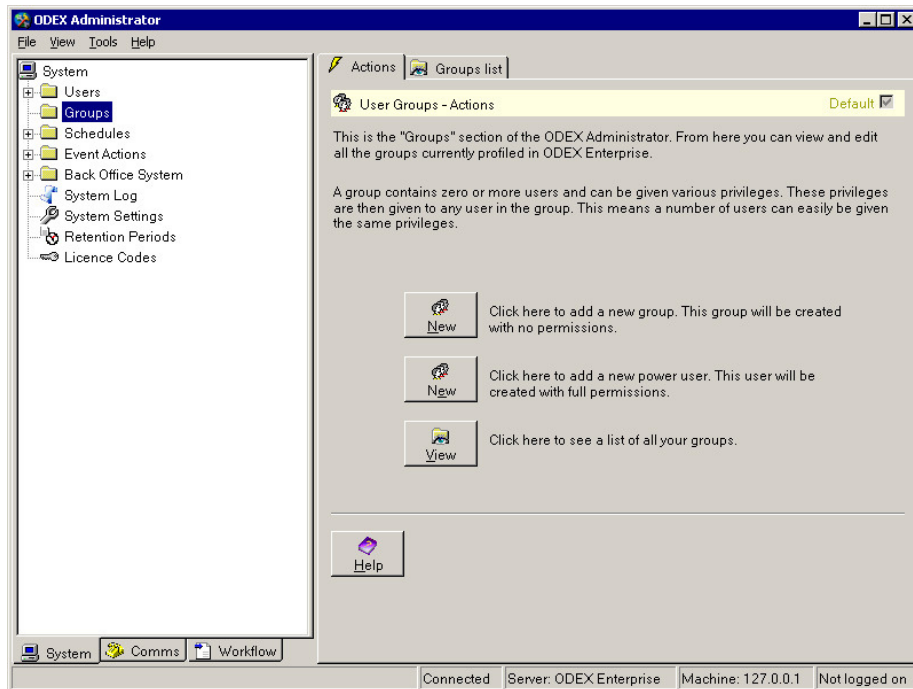 ODEX Administrator
File View Tools Help
System
Users
Groups
Schedules
Event Actions
Back Office System
System Log
System Settings
Retention Periods
Licence Codes
System
Comms
Workflow
Actions
Groups list
User Groups - Actions
Default
This is the "Groups" section of the ODEX Administrator. From here you can view and edit
all the groups currently profiled in ODEX Enterprise.
A group contains zero or more users and can be given various privileges. These privileges
are then given to any user in the group. This means a number of users can easily be given
the same privileges.
New
Click here to add a new group. This group will be created
with no permissions.
New
Click here to add a new power user. This user will be
created with full permissions.
View
Click here to see a list of all your groups.
Help
Connected
Server: ODEX Enterprise
Machine: 127.0.0.1
Not logged on